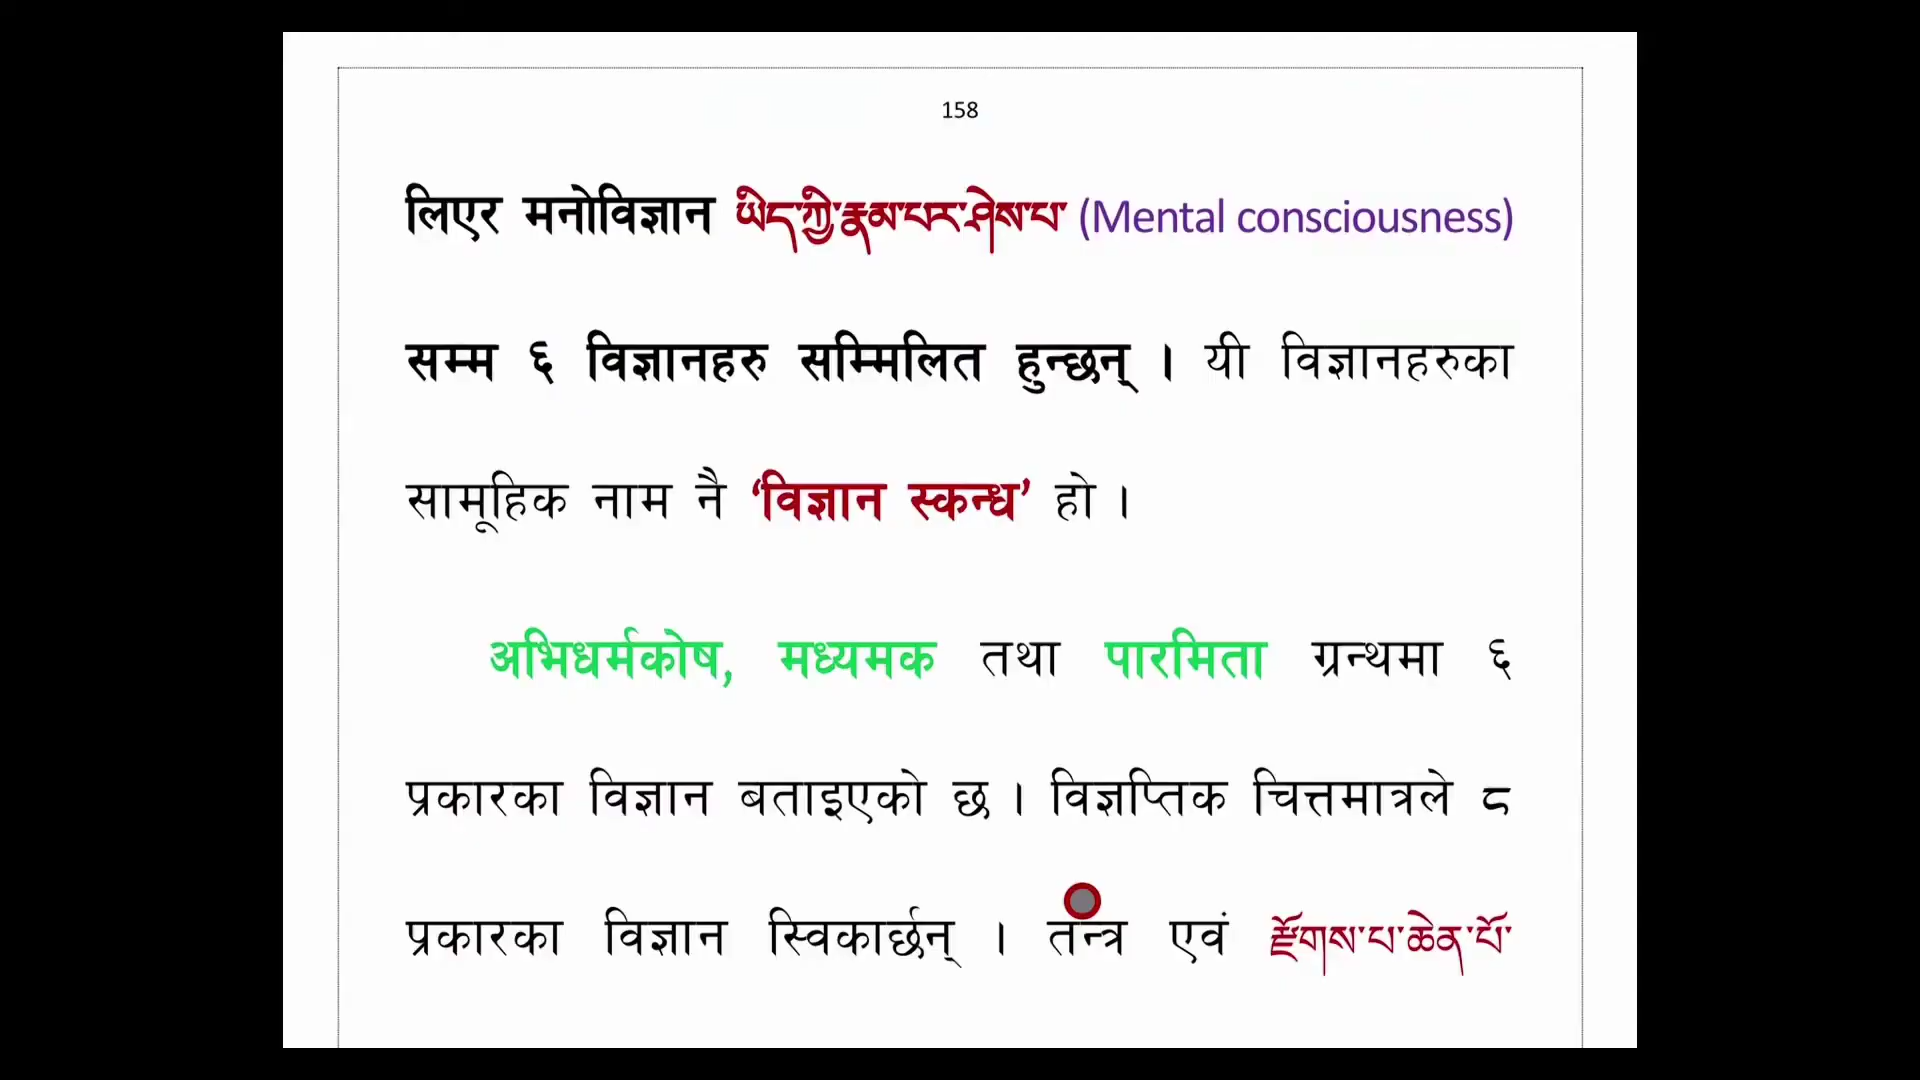 158
लिएर मनोविज्ञान ཡིད་ཀྱི་རྣམ་པར་ཤེས་པ་ (Mental consciousness)
सम्म ६ विज्ञानहरु सम्मिलित हुन्छन् । यी विज्ञानहरुका
सामूहिक नाम नै ‘विज्ञान स्कन्ध’ हो ।
अभिधर्मकोष, मध्यमक तथा पारमिता ग्रन्थमा ६
प्रकारका विज्ञान बताइएको छ । विज्ञप्तिक चित्तमात्रले ८
प्रकारका विज्ञान स्विकार्छन् । तन्त्र एवं རྫོགས་པ་ཆེན་པོ་